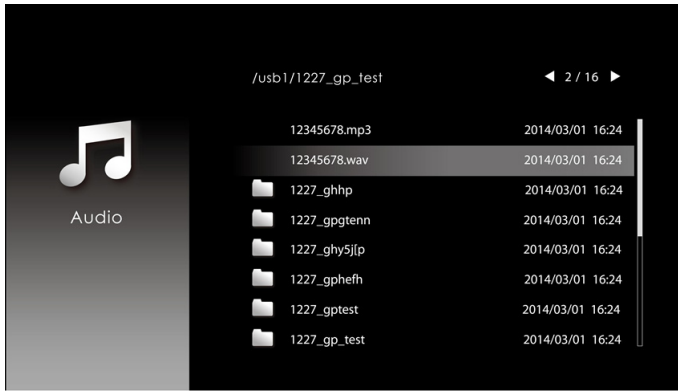 /usb1/1227_gp_test ◀ 2 / 16 ▶
12345678.mp3 2014/03/01 16:24
12345678.wav 2014/03/01 16:24
Audio
1227_ghhp 2014/03/01 16:24
1227_gpgtenn 2014/03/01 16:24
1227_ghy5j[p 2014/03/01 16:24
1227_gphefh 2014/03/01 16:24
1227_gptest 2014/03/01 16:24
1227_gp_test 2014/03/01 16:24